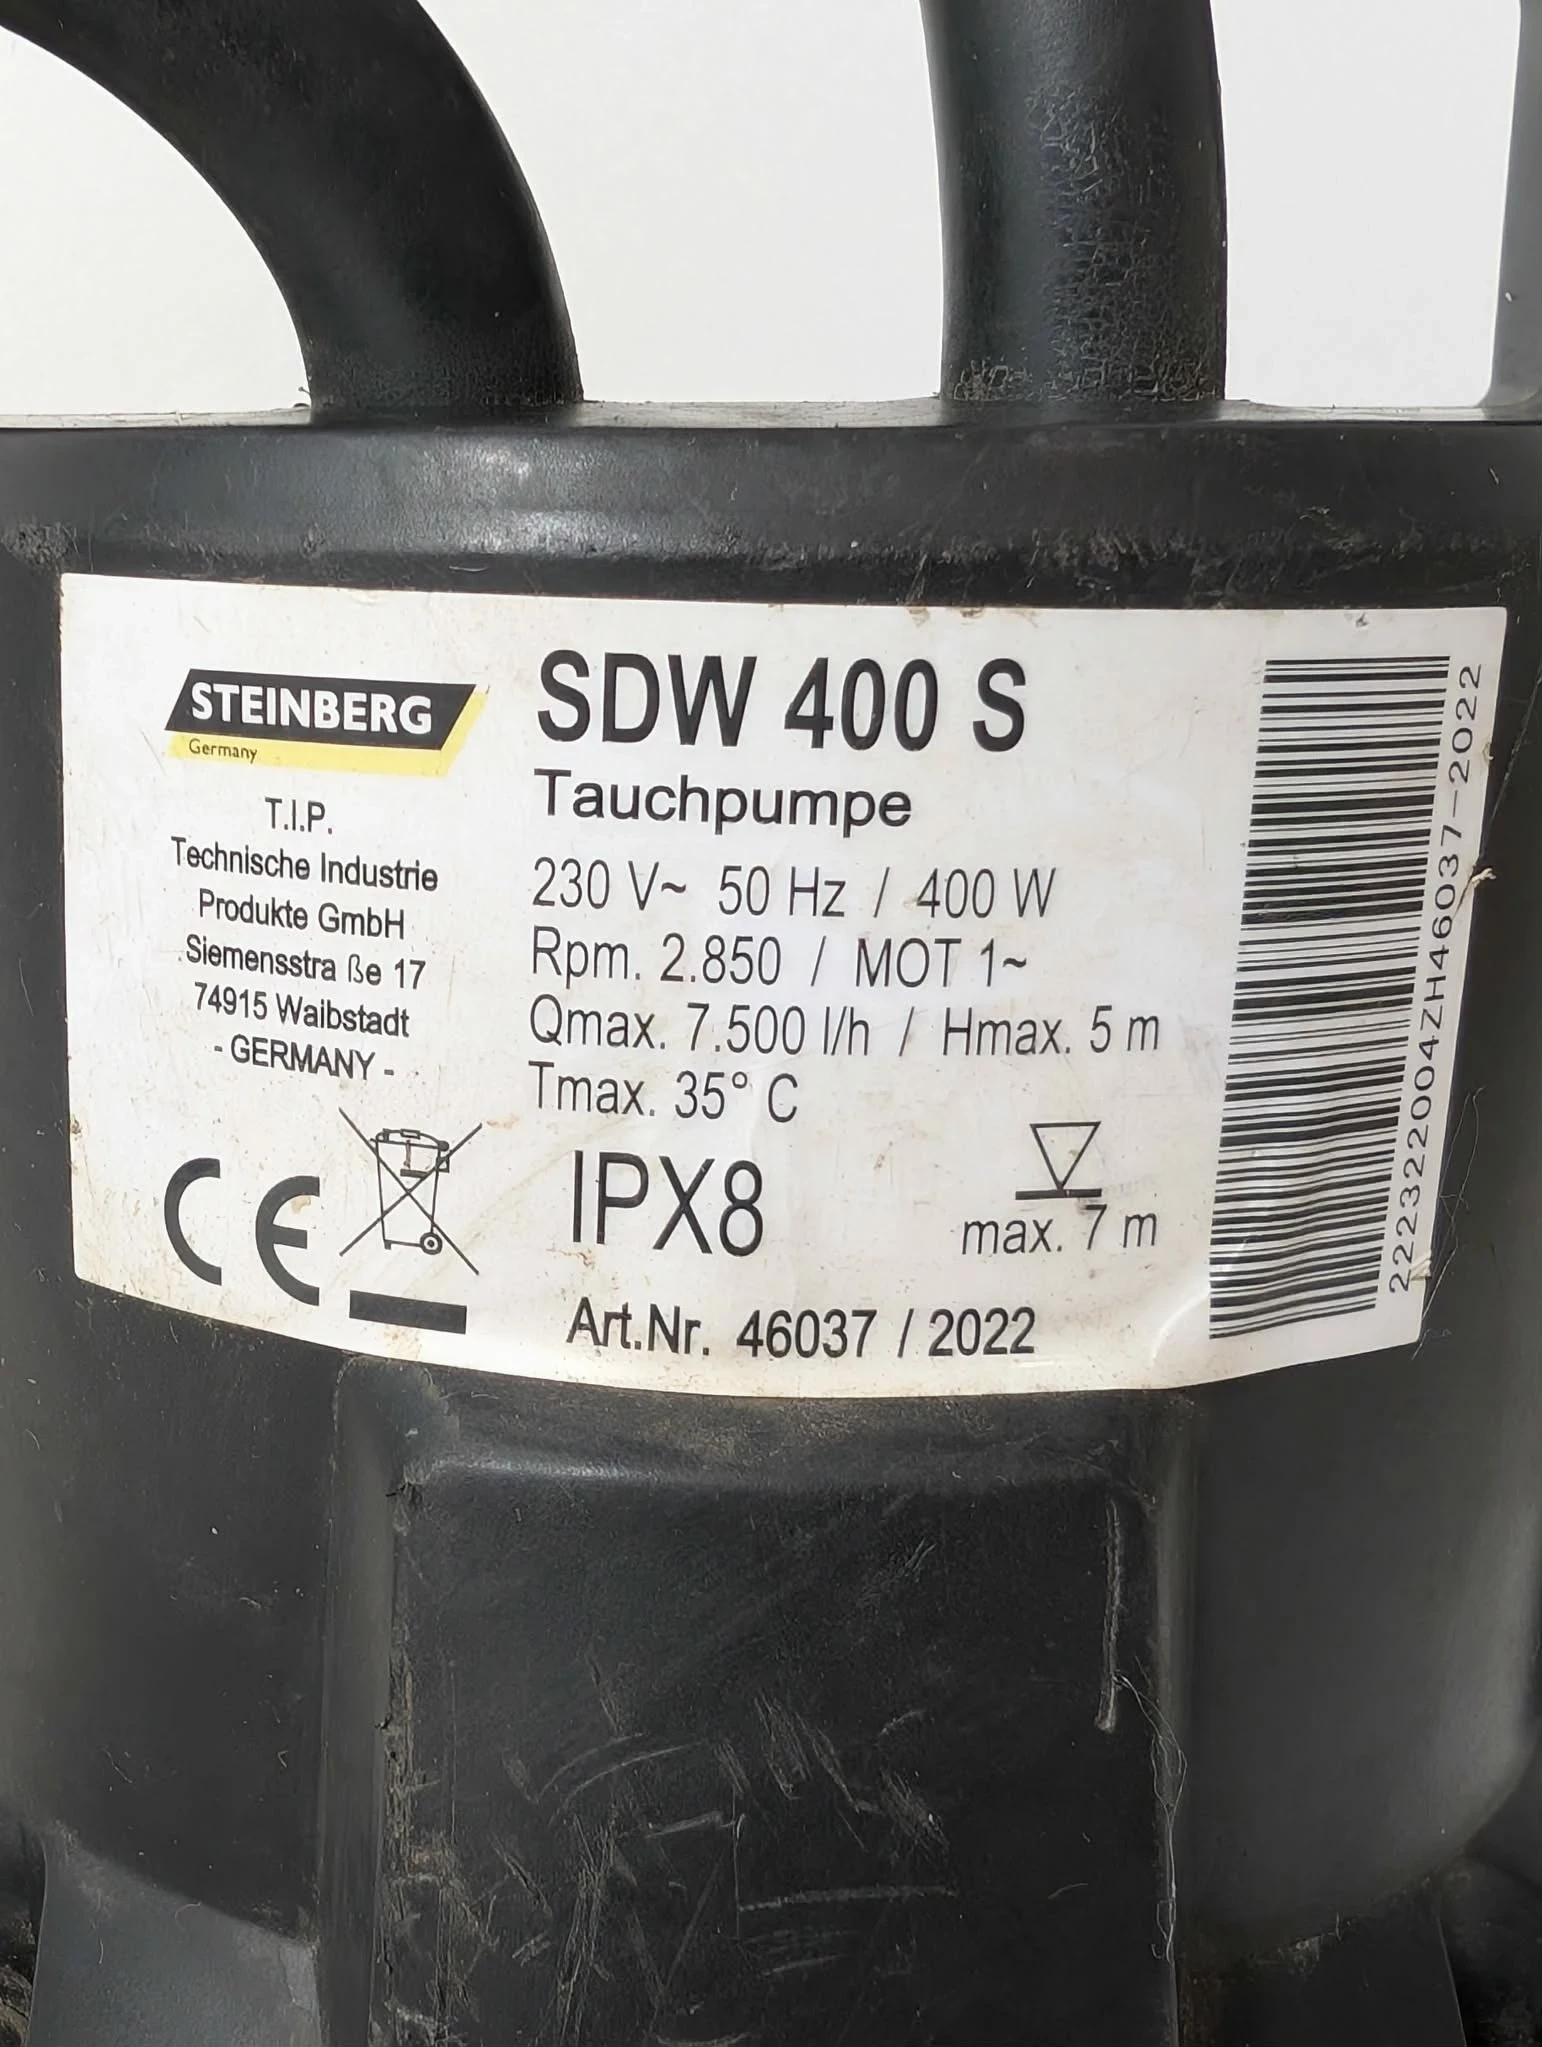 STEINBERG
Germany
T.I.P.
Technische Industrie
Produkte GmbH
Siemensstra ße 17
74915 Waibstadt
- GERMANY -
SDW 400 S
Tauchpumpe
230 V~ 50 Hz / 400 W
Rpm. 2.850 / MOT 1~
Qmax. 7.500 l/h / Hmax. 5 m
Tmax. 35° C
CE
IPX8
max. 7 m
Art.Nr. 46037 / 2022
222322004ZH46037-2022